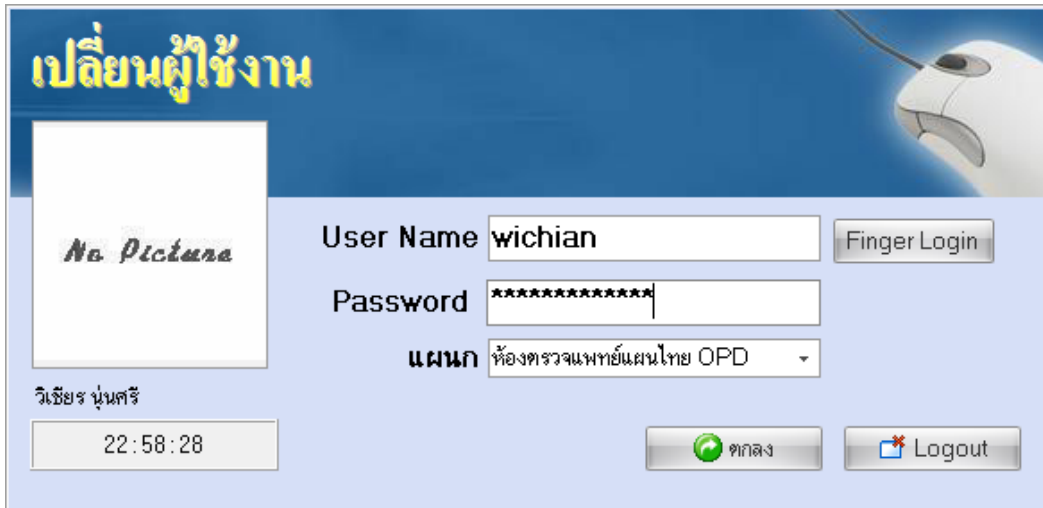 เปลี่ยนผู้ใช้งาน
No Picture
User Name wichian Finger Login
Password *************
แผนก ห้องตรวจแพทย์แผนไทย OPD
วิเชียร นุ่นศรี
22:58:28 ตกลง Logout